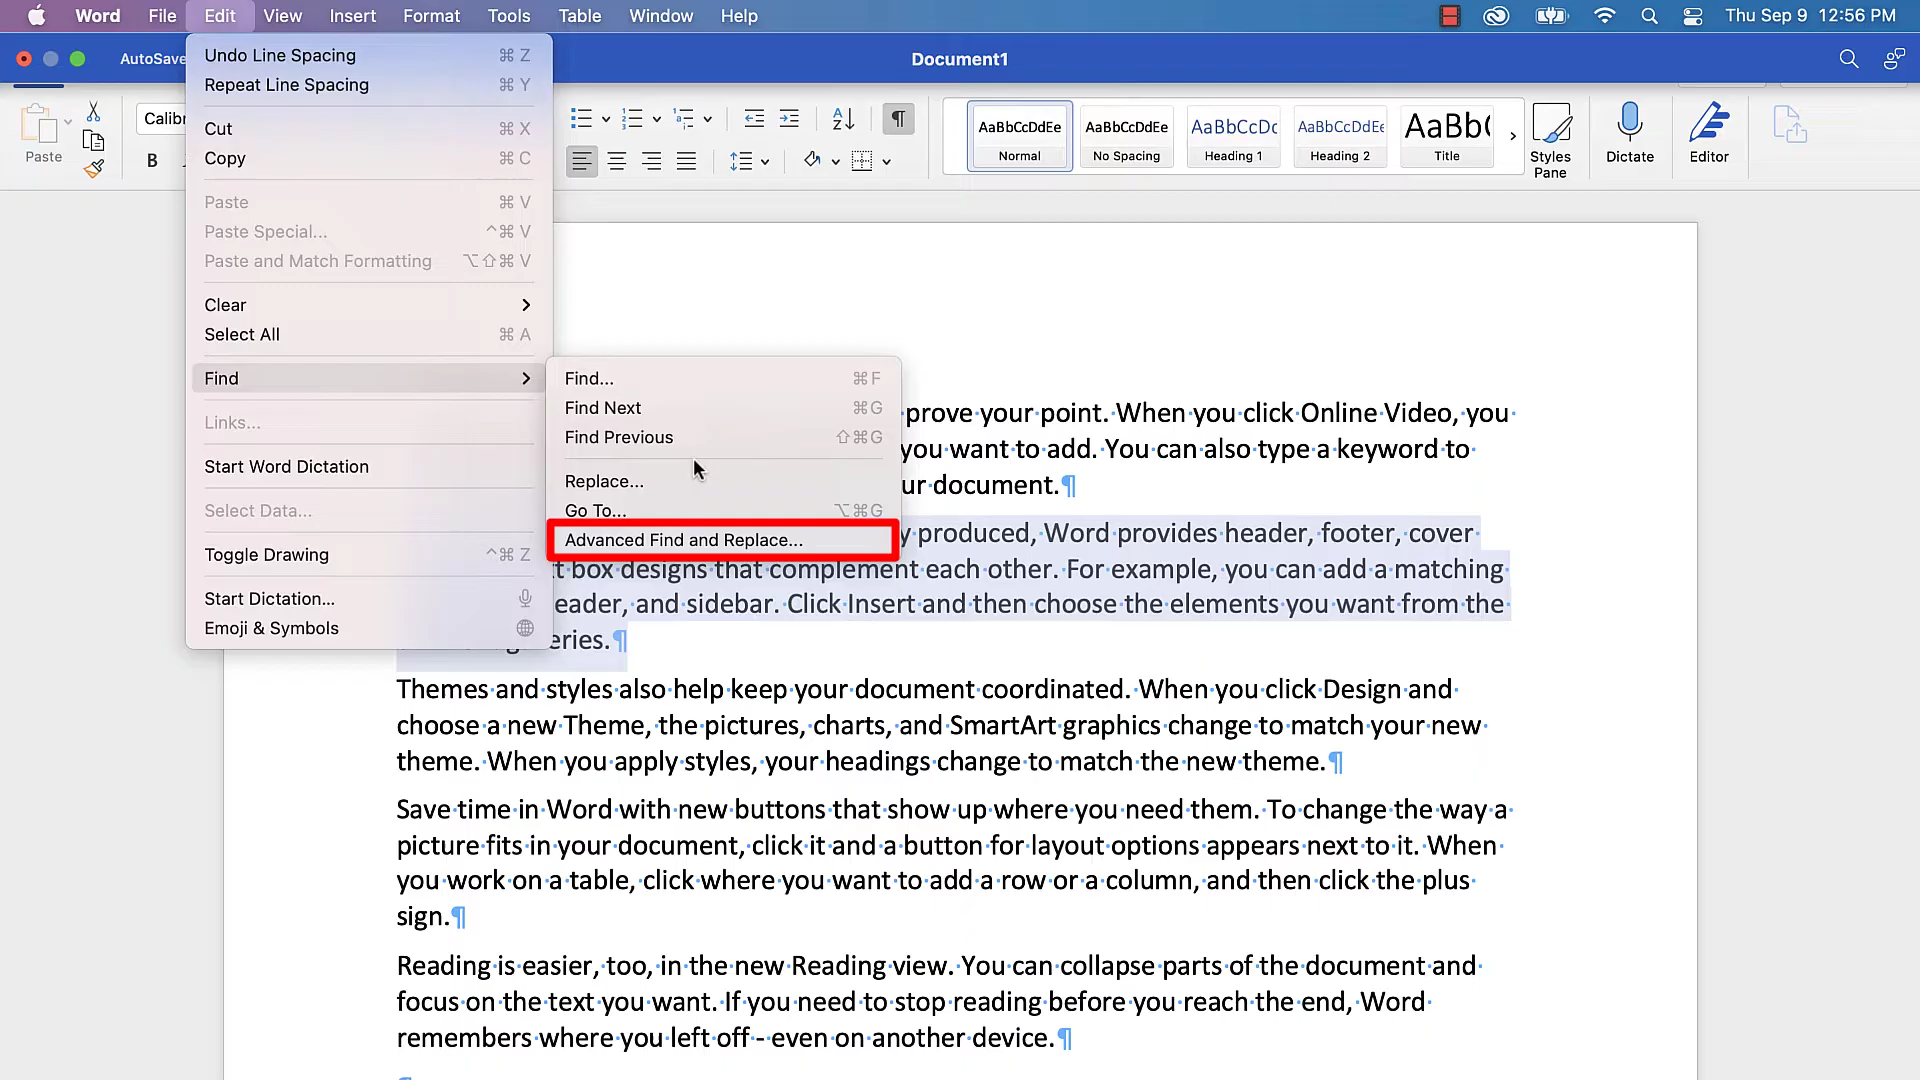 Word File Edit View Insert Format Tools Table Window Help Thu Sep 9 12:56 PM
AutoSave Document1
Undo Line Spacing ⌘ Z
Repeat Line Spacing ⌘ Y
Cut ⌘ X
Copy ⌘ C
Paste ⌘ V
Paste Special... ^⌘ V
Paste and Match Formatting ⌥⇧⌘ V
Clear
Select All ⌘ A
Find
Links...
Start Word Dictation
Select Data...
Toggle Drawing ^⌘ Z
Start Dictation...
Emoji & Symbols
Find... ⌘F
Find Next ⌘G
Find Previous ⇧⌘G
Replace...
Go To... ⌥⌘G
Advanced Find and Replace...
Paste
B
AaBbCcDdEe
Normal
AaBbCcDdEe
No Spacing
Heading 1
Heading 2
Title
Styles
Pane
Dictate
Editor
prove your point. When you click Online Video, you
you want to add. You can also type a keyword to
document.¶
produced, Word provides header, footer, cover
box designs that complement each other. For example, you can add a matching
and sidebar. Click Insert and then choose the elements you want from the
¶
Themes and styles also help keep your document coordinated. When you click Design and
choose a new Theme, the pictures, charts, and SmartArt graphics change to match your new
theme. When you apply styles, your headings change to match the new theme.¶
Save time in Word with new buttons that show up where you need them. To change the way a
picture fits in your document, click it and a button for layout options appears next to it. When
you work on a table, click where you want to add a row or a column, and then click the plus
sign.¶
Reading is easier, too, in the new Reading view. You can collapse parts of the document and
focus on the text you want. If you need to stop reading before you reach the end, Word
remembers where you left off -- even on another device.¶